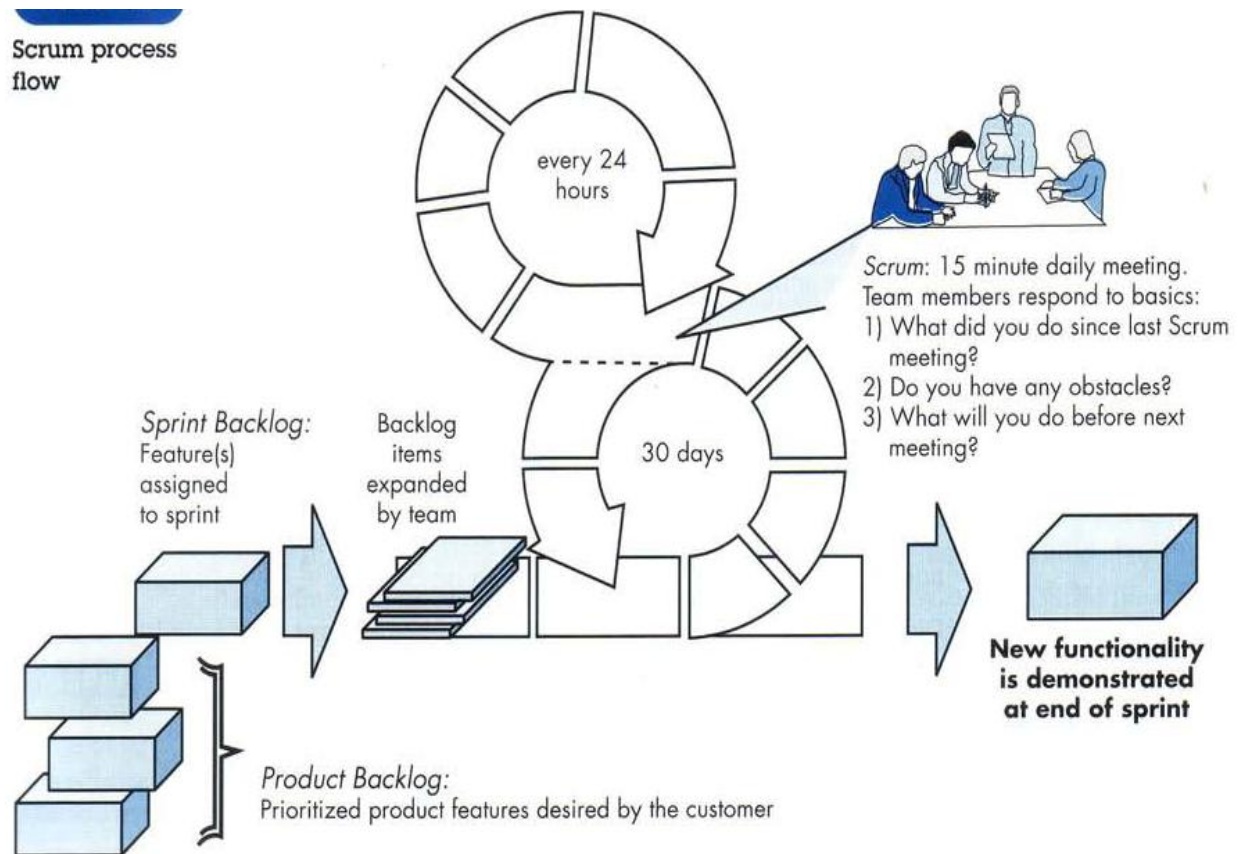 Scrum process
flow
every 24
hours
Scrum: 15 minute daily meeting.
Team members respond to basics:
1) What did you do since last Scrum
meeting?
2) Do you have any obstacles?
3) What will you do before next
meeting?
Sprint Backlog:
Feature(s)
assigned
to sprint
Backlog
items
expanded
by team
30 days
New functionality
is demonstrated
at end of sprint
Product Backlog:
Prioritized product features desired by the customer